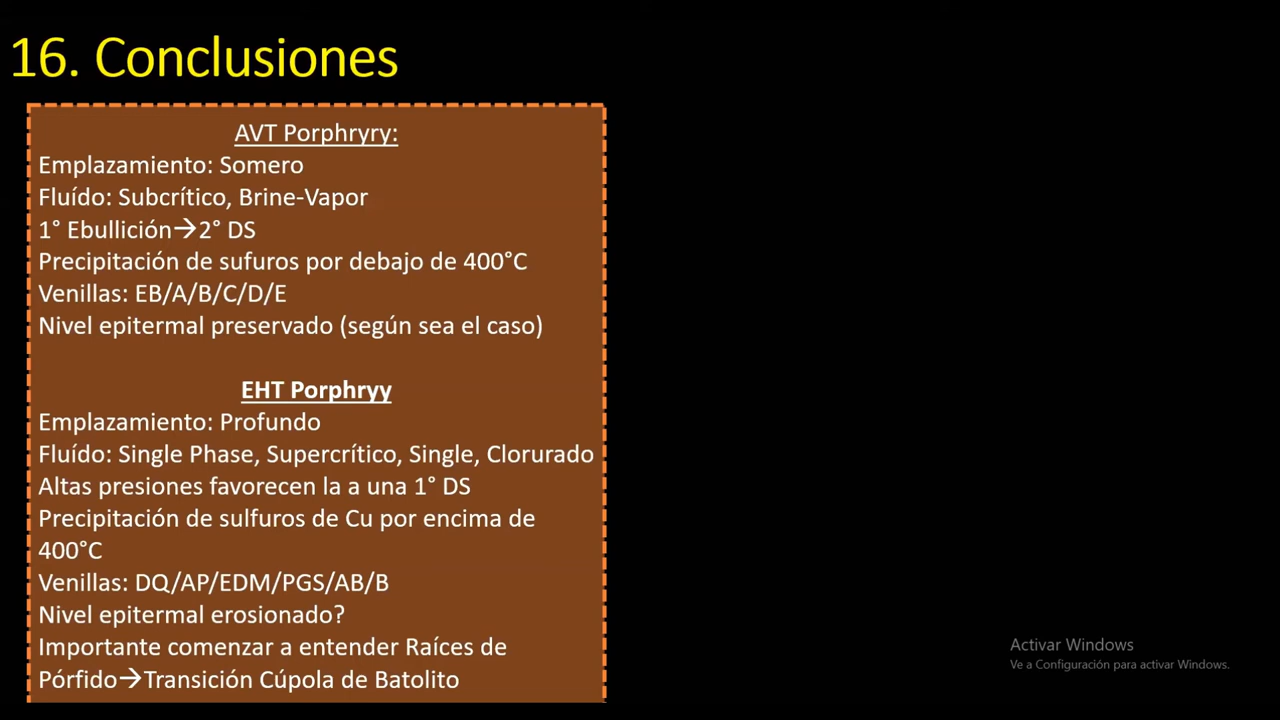 16. Conclusiones
AVT Porphryry:
Emplazamiento: Somero
Fluído: Subcrítico, Brine-Vapor
1° Ebullición→2° DS
Precipitación de sufuros por debajo de 400°C
Venillas: EB/A/B/C/D/E
Nivel epitermal preservado (según sea el caso)
EHT Porphryy
Emplazamiento: Profundo
Fluído: Single Phase, Supercrítico, Single, Clorurado
Altas presiones favorecen la a una 1° DS
Precipitación de sulfuros de Cu por encima de
400°C
Venillas: DQ/AP/EDM/PGS/AB/B
Nivel epitermal erosionado?
Importante comenzar a entender Raíces de
Pórfido→Transición Cúpola de Batolito
Activar Windows
Ve a Configuración para activar Windows.